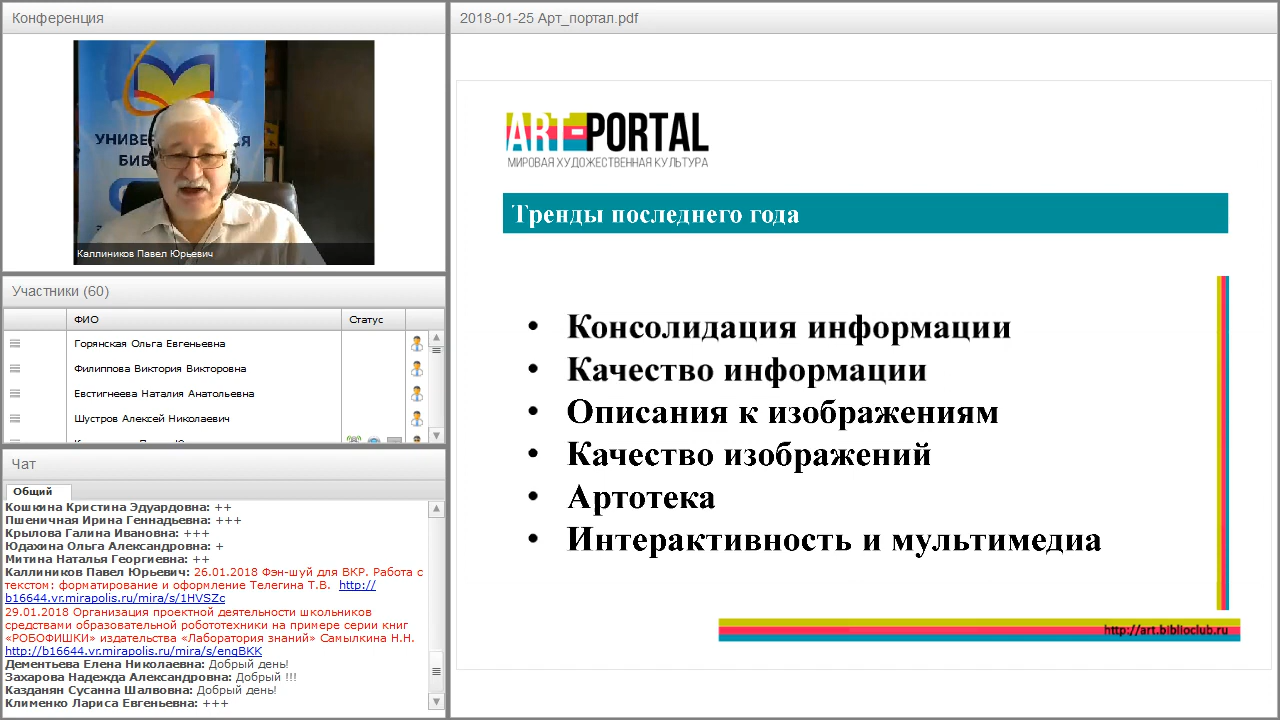 Конференция
УНИВЕР
АЯ
БИБ
Каллиников Павел Юрьевич
Участники (60)
ФИО Статус
Горянская Ольга Евгеньевна
Филиппова Виктория Викторовна
Евстигнеева Наталия Анатольевна
Шустров Алексей Николаевич
Чат
Общий
Кошкина Кристина Эдуардовна: ++
Пшеничная Ирина Геннадьевна: +++
Крылова Галина Ивановна: +++
Юдахина Ольга Александровна: +
Митина Наталья Георгиевна: ++
Каллиников Павел Юрьевич: 26.01.2018 Фэн-шуй для ВКР. Работа с
текстом: форматирование и оформление Телегина Т.В. http://
b16644.vr.mirapolis.ru/mira/s/1HVSZc
29.01.2018 Организация проектной деятельности школьников
средствами образовательной робототехники на примере серии книг
«РОБОФИШКИ» издательства «Лаборатория знаний» Самылкина Н.Н.
http://b16644.vr.mirapolis.ru/mira/s/enqBKK
Дементьева Елена Николаевна: Добрый день!
Захарова Надежда Александровна: Добрый !!!
Казданян Сусанна Шалвовна: Добрый день!
Клименко Лариса Евгеньевна: +++
2018-01-25 Арт_портал.pdf
ART-PORTAL
МИРОВАЯ ХУДОЖЕСТВЕННАЯ КУЛЬТУРА
Тренды последнего года
• Консолидация информации
• Качество информации
• Описания к изображениям
• Качество изображений
• Артотека
• Интерактивность и мультимедиа
http://art.biblioclub.ru